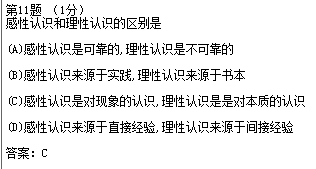 第11题 (1分)
感性认识和理性认识的区别是
(A)感性认识是可靠的,理性认识是不可靠的
(B)感性认识来源于实践,理性认识来源于书本
(C)感性认识是对现象的认识,理性认识是是对本质的认识
(D)感性认识来源于直接经验,理性认识来源于间接经验
答案：C